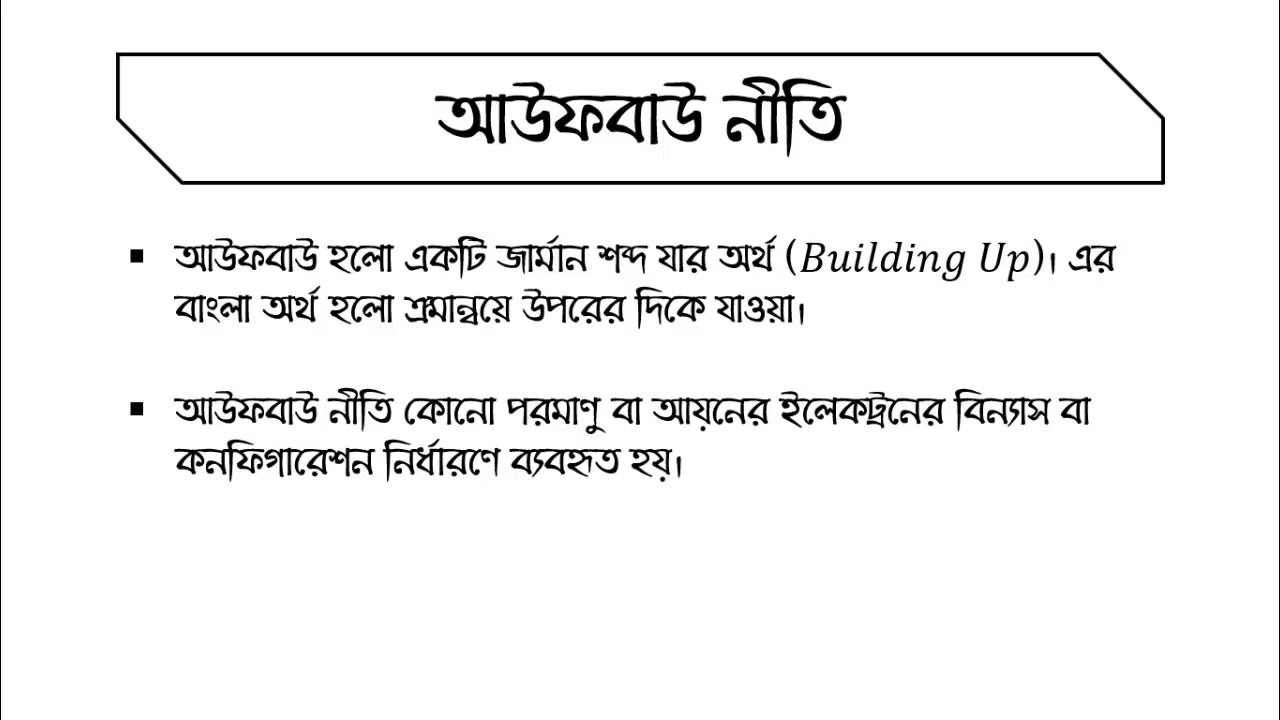 আউফবাউ নীতি
▪ আউফবাউ হলো একটি জার্মান শব্দ যার অর্থ (Building Up)। এর
বাংলা অর্থ হলো ক্রমান্বয়ে উপরের দিকে যাওয়া।
▪ আউফবাউ নীতি কোনো পরমাণু বা আয়নের ইলেকট্রনের বিন্যাস বা
কনফিগারেশন নির্ধারণে ব্যবহৃত হয়।